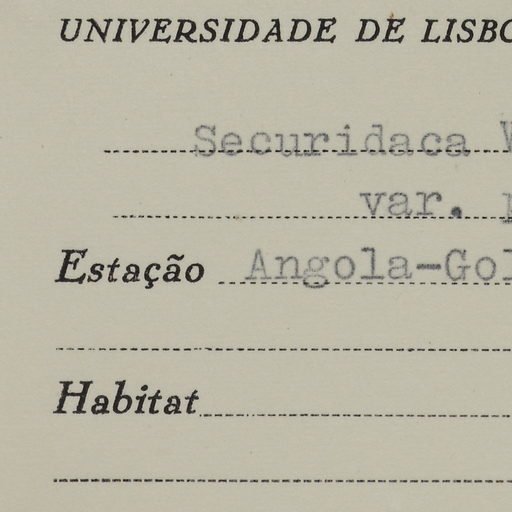 UNIVERSIDADE DE LISBO
Securidaca
var.
Estação Angola-Gol
Habitat